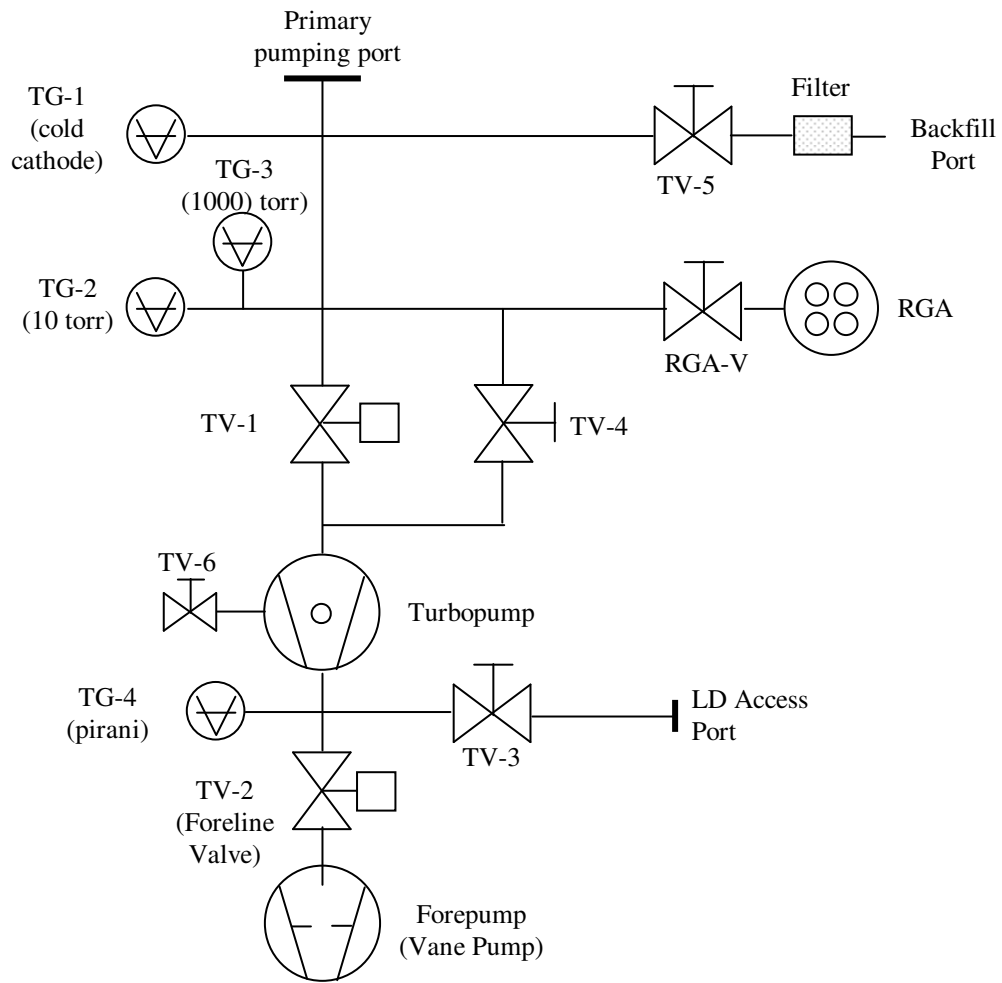 Primary
pumping port
TG-1
(cold
cathode)
Filter
Backfill
Port
TV-5
TG-3
(1000) torr)
TG-2
(10 torr)
RGA
RGA-V
TV-1
TV-4
TV-6
Turbopump
TG-4
(pirani)
LD Access
Port
TV-3
TV-2
(Foreline
Valve)
Forepump
(Vane Pump)